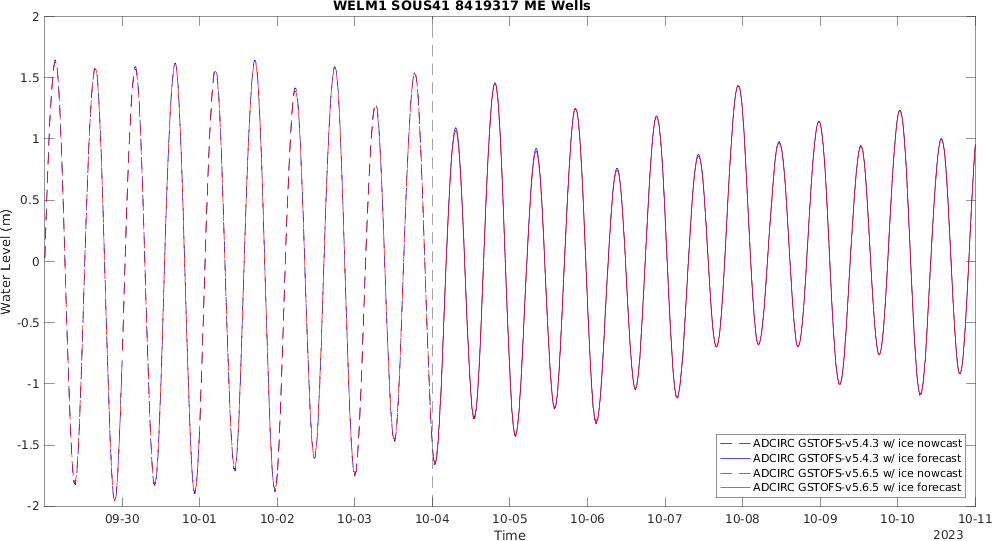 WELM1 SOUS41 8419317 ME Wells
Water Level (m)
2
1.5
1
0.5
0
-0.5
-1
-1.5
-2
ADCIRC GSTOFS-v5.4.3 w/ ice nowcast
ADCIRC GSTOFS-v5.4.3 w/ ice forecast
ADCIRC GSTOFS-v5.6.5 w/ ice nowcast
ADCIRC GSTOFS-v5.6.5 w/ ice forecast
09-30 10-01 10-02 10-03 10-04 10-05 10-06 10-07 10-08 10-09 10-10 10-11
Time
2023